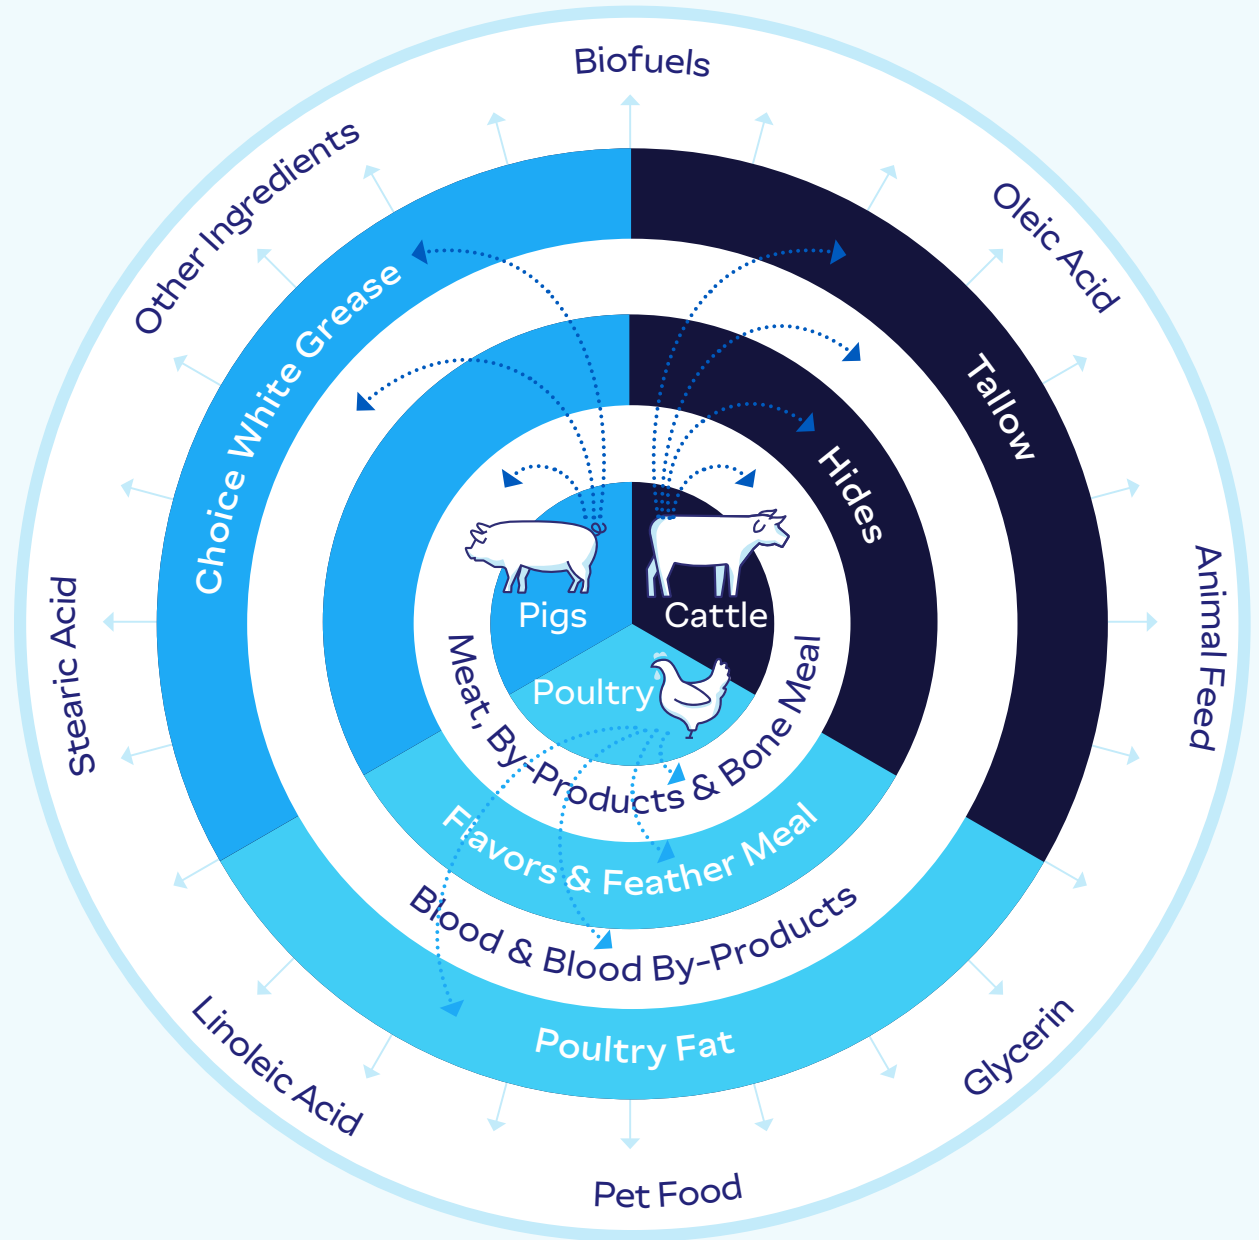 Biofuels
Other Ingredients
Oleic Acid
Choice White Grease
Tallow
Hides
Stearic Acid
Animal Feed
Pigs
Cattle
Poultry
Meat, By-Products & Bone Meal
Flavors & Feather Meal
Blood & Blood By-Products
Poultry Fat
Linoleic Acid
Glycerin
Pet Food